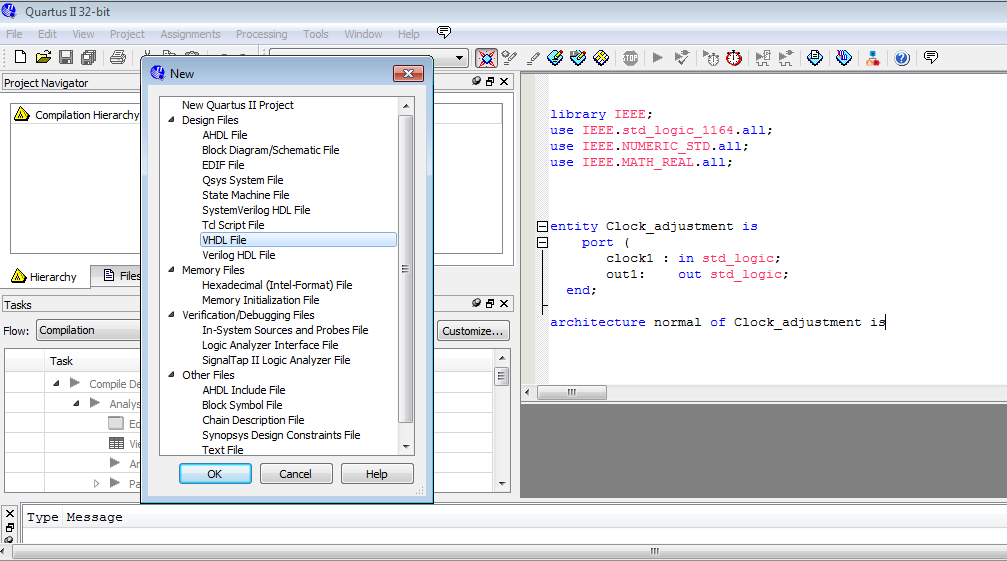 Quartus II 32-bit
File Edit View Project Assignments Processing Tools Window Help
STOP
Project Navigator
Compilation Hierarchy
Hierarchy
Files
Tasks
Flow: Compilation
Customize...
Task
Compile De
Analys
Ed
Vie
An
Pa
Type Message
New
New Quartus II Project
Design Files
AHDL File
Block Diagram/Schematic File
EDIF File
Qsys System File
State Machine File
SystemVerilog HDL File
Tcl Script File
VHDL File
Verilog HDL File
Memory Files
Hexadecimal (Intel-Format) File
Memory Initialization File
Verification/Debugging Files
In-System Sources and Probes File
Logic Analyzer Interface File
SignalTap II Logic Analyzer File
Other Files
AHDL Include File
Block Symbol File
Chain Description File
Synopsys Design Constraints File
Text File
OK
Cancel
Help
library IEEE;
use IEEE.std_logic_1164.all;
use IEEE.NUMERIC_STD.all;
use IEEE.MATH_REAL.all;
entity Clock_adjustment is
port (
clock1 : in std_logic;
out1: out std_logic;
end;
architecture normal of Clock_adjustment is